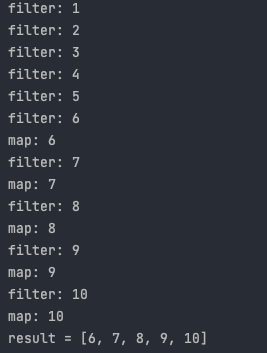 filter: 1
filter: 2
filter: 3
filter: 4
filter: 5
filter: 6
map: 6
filter: 7
map: 7
filter: 8
map: 8
filter: 9
map: 9
filter: 10
map: 10
result = [6, 7, 8, 9, 10]